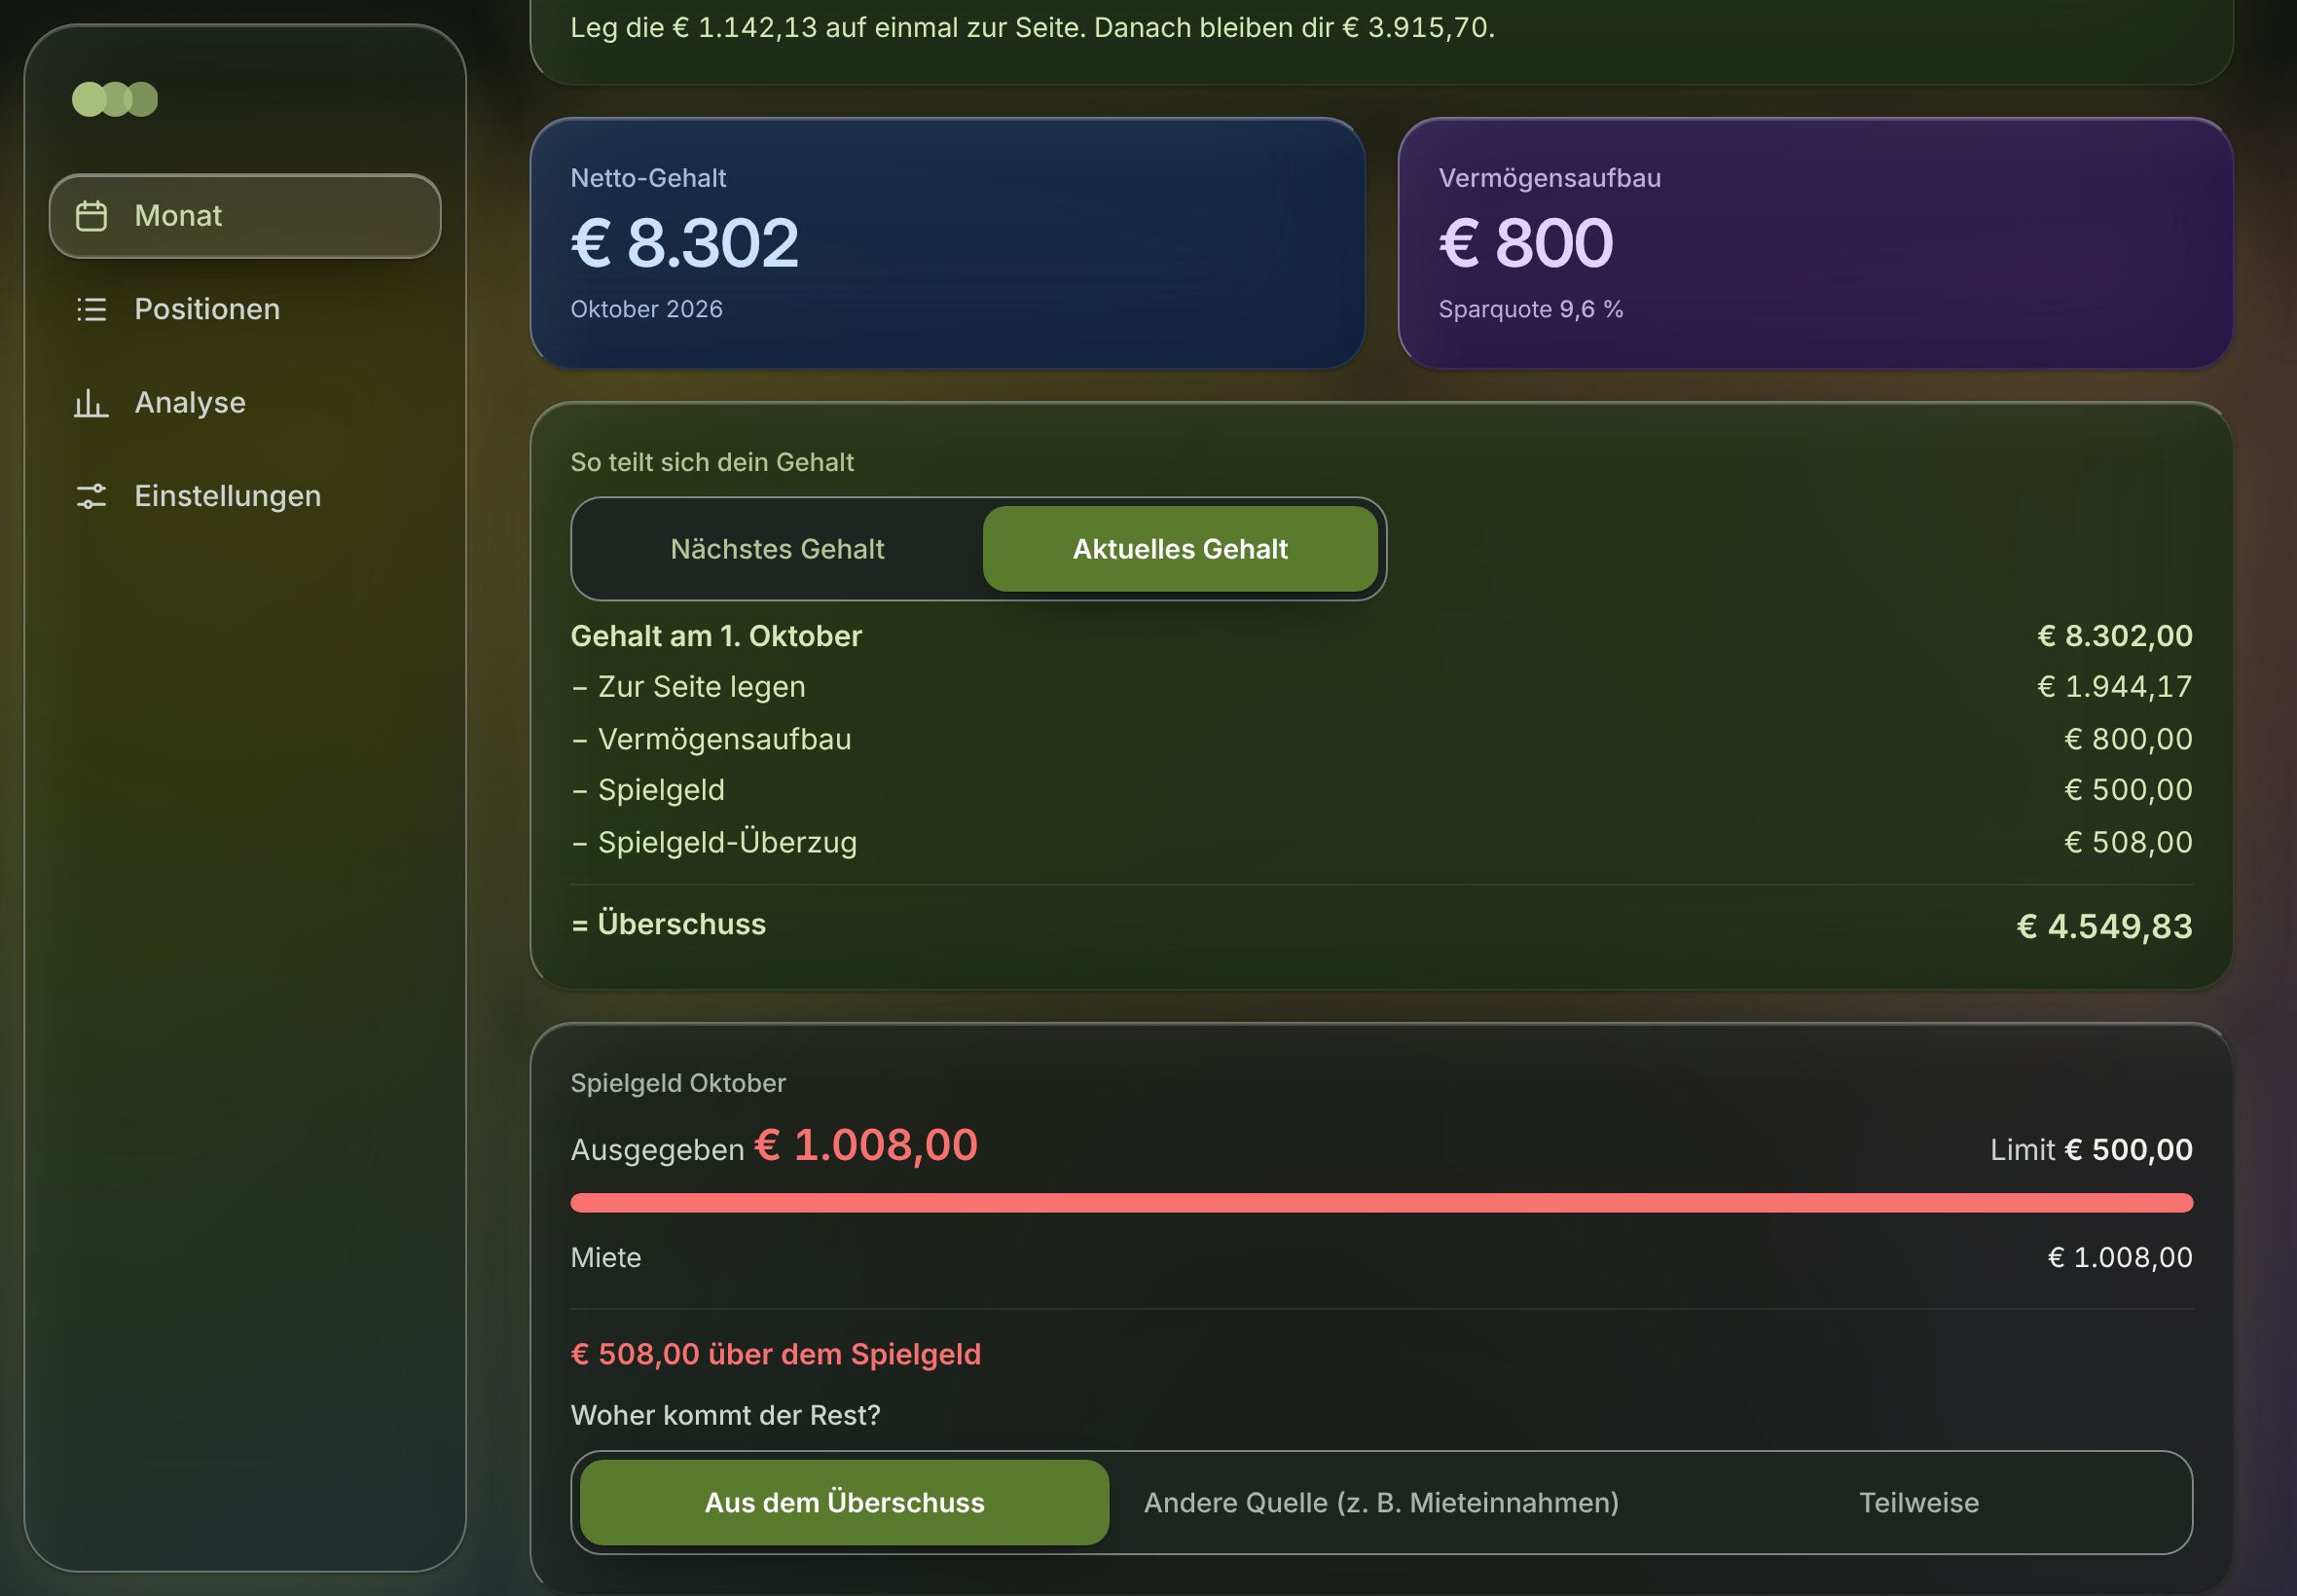 Leg die € 1.142,13 auf einmal zur Seite. Danach bleiben dir € 3.915,70.
Monat
Positionen
Analyse
Einstellungen
Netto-Gehalt
€ 8.302
Oktober 2026
Vermögensaufbau
€ 800
Sparquote 9,6 %
So teilt sich dein Gehalt
Nächstes Gehalt Aktuelles Gehalt
Gehalt am 1. Oktober € 8.302,00
− Zur Seite legen € 1.944,17
− Vermögensaufbau € 800,00
− Spielgeld € 500,00
− Spielgeld-Überzug € 508,00
= Überschuss € 4.549,83
Spielgeld Oktober
Ausgegeben € 1.008,00 Limit € 500,00
Miete € 1.008,00
€ 508,00 über dem Spielgeld
Woher kommt der Rest?
Aus dem Überschuss Andere Quelle (z. B. Mieteinnahmen) Teilweise